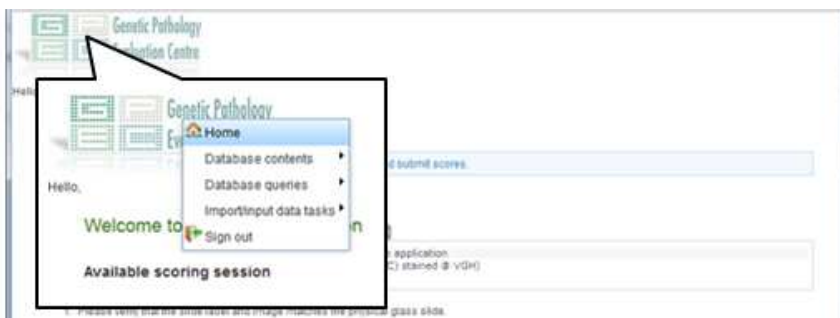 Genetic Pathology
Evaluation Centre
Genetic Pathology
Home
Database contents
Hello,
Database queries
Import/input data tasks
Welcome to
n
Sign out
Available scoring session
d submit scores.
application
C) stained @ VGH)
1. Please verify that the slide label and image matches the physical glass slide.